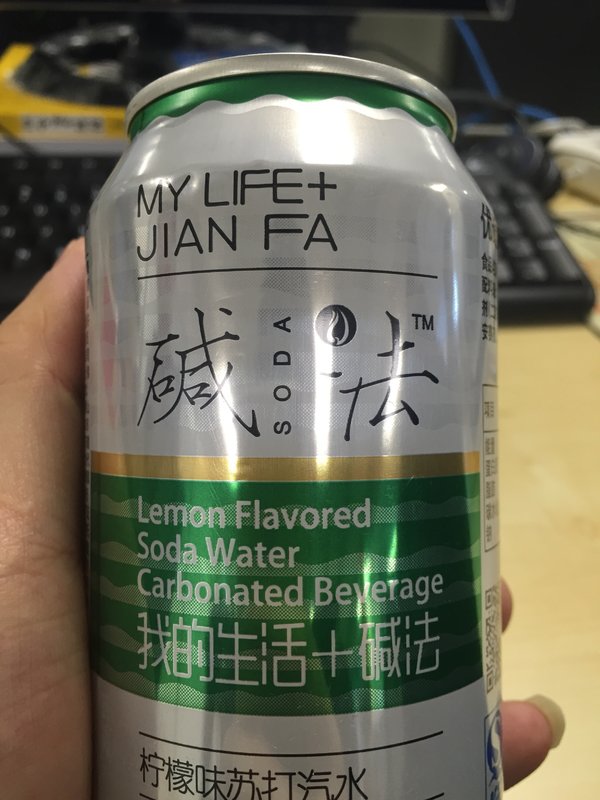 MY LIFE+
JIAN FA
碱 SODA 法 TM
Lemon Flavored
Soda Water
Carbonated Beverage
我的生活+碱法
柠檬味苏打汽水